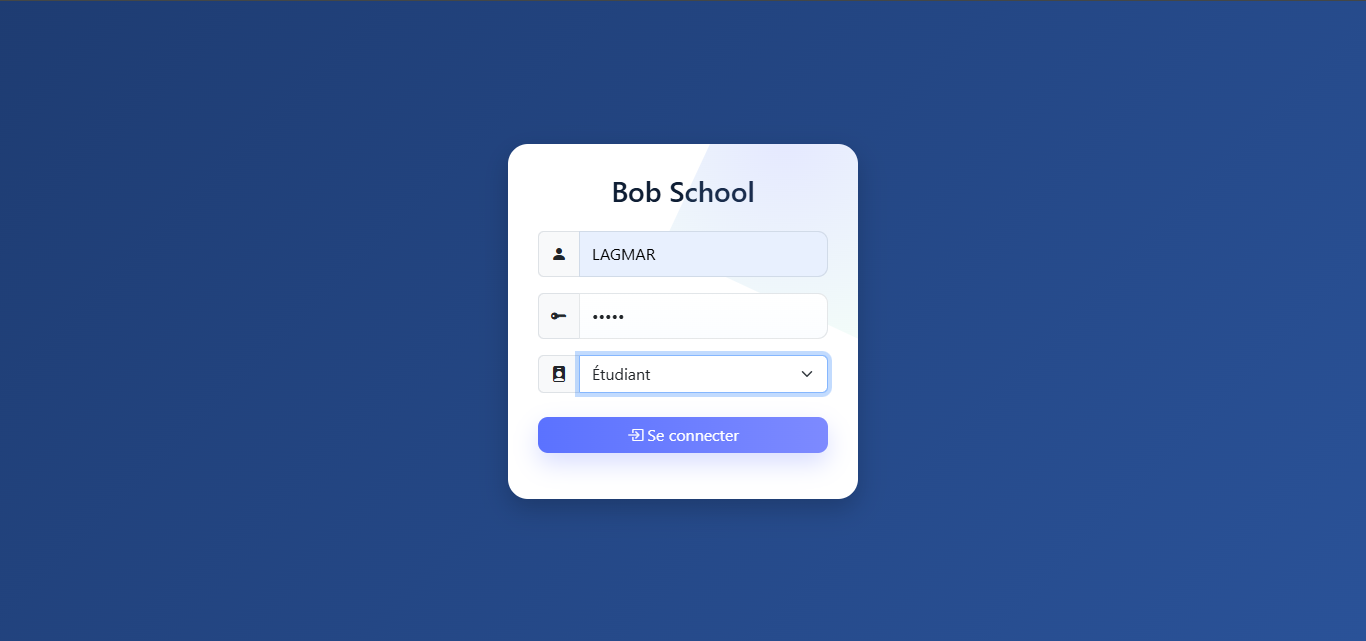 Bob School
LAGMAR
•••••
Étudiant
Se connecter